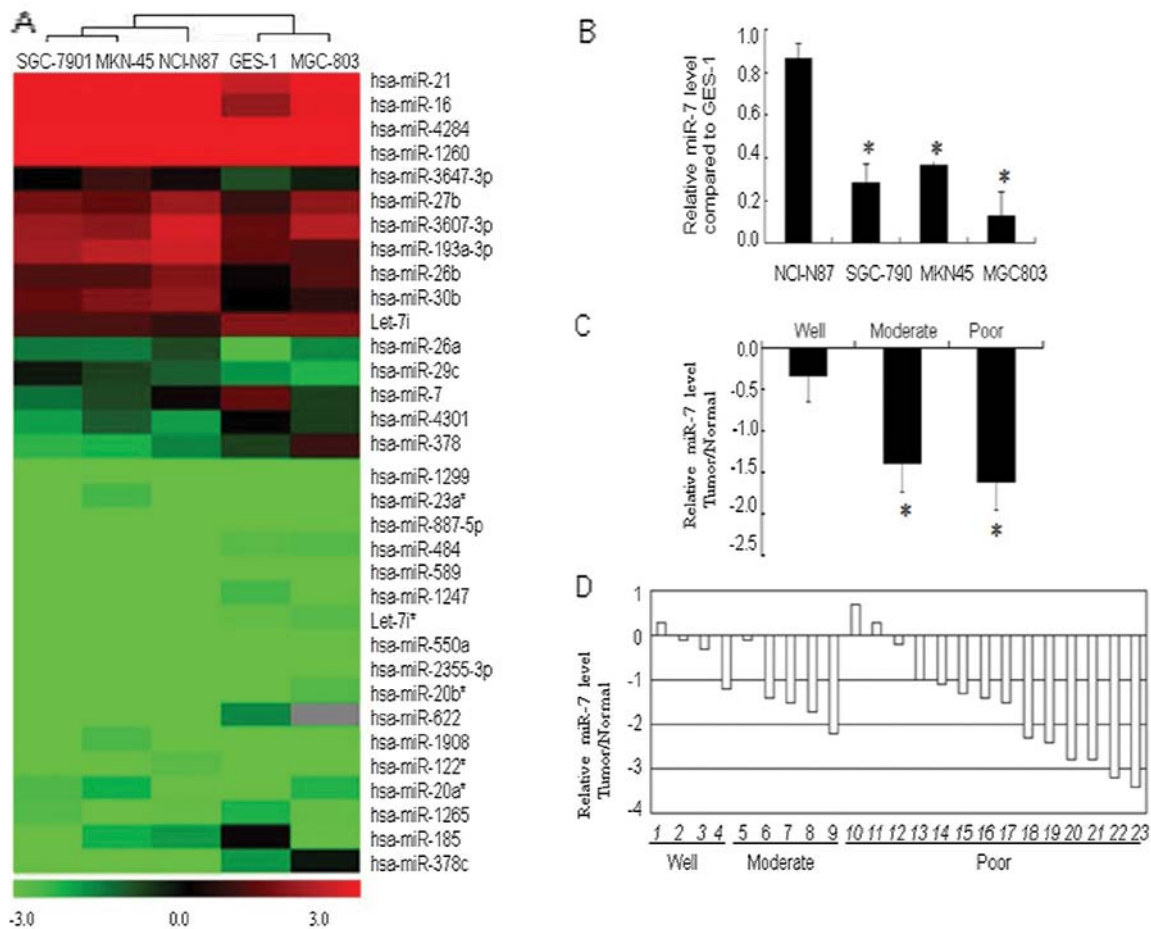 A
SGC-7901 MKN-45 NCI-N87 GES-1 MGC-803
hsa-miR-21
hsa-miR-16
hsa-miR-4284
hsa-miR-1260
hsa-miR-3647-3p
hsa-miR-27b
hsa-miR-3607-3p
hsa-miR-193a-3p
hsa-miR-26b
hsa-miR-30b
Let-7i
hsa-miR-26a
hsa-miR-29c
hsa-miR-7
hsa-miR-4301
hsa-miR-378
hsa-miR-1299
hsa-miR-23a*
hsa-miR-887-5p
hsa-miR-484
hsa-miR-589
hsa-miR-1247
Let-7i*
hsa-miR-550a
hsa-miR-2355-3p
hsa-miR-20b*
hsa-miR-622
hsa-miR-1908
hsa-miR-122*
hsa-miR-20a*
hsa-miR-1265
hsa-miR-185
hsa-miR-378c
-3.0 0.0 3.0
B
Relative miR-7 level
compared to GES-1
1.0
0.8
0.6
0.4
0.2
0.0
* * *
NCI-N87 SGC-790 MKN45 MGC803
C
Relative miR-7 level
Tumor/Normal
Well Moderate Poor
0.0
-0.5
-1.0
-1.5
-2.0
-2.5
* *
D
Relative miR-7 level
Tumor/Normal
1
0
-1
-2
-3
-4
1 2 3 4 5 6 7 8 9 10 11 12 13 14 15 16 17 18 19 20 21 22 23
Well Moderate Poor